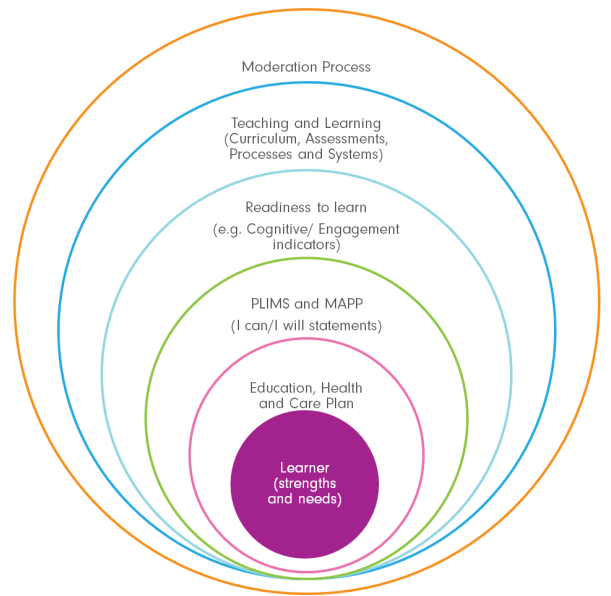 Moderation Process
Teaching and Learning
(Curriculum, Assessments,
Processes and Systems)
Readiness to learn
(e.g. Cognitive/ Engagement
indicators)
PLIMS and MAPP
(I can/I will statements)
Education, Health
and Care Plan
Learner
(strengths
and needs)